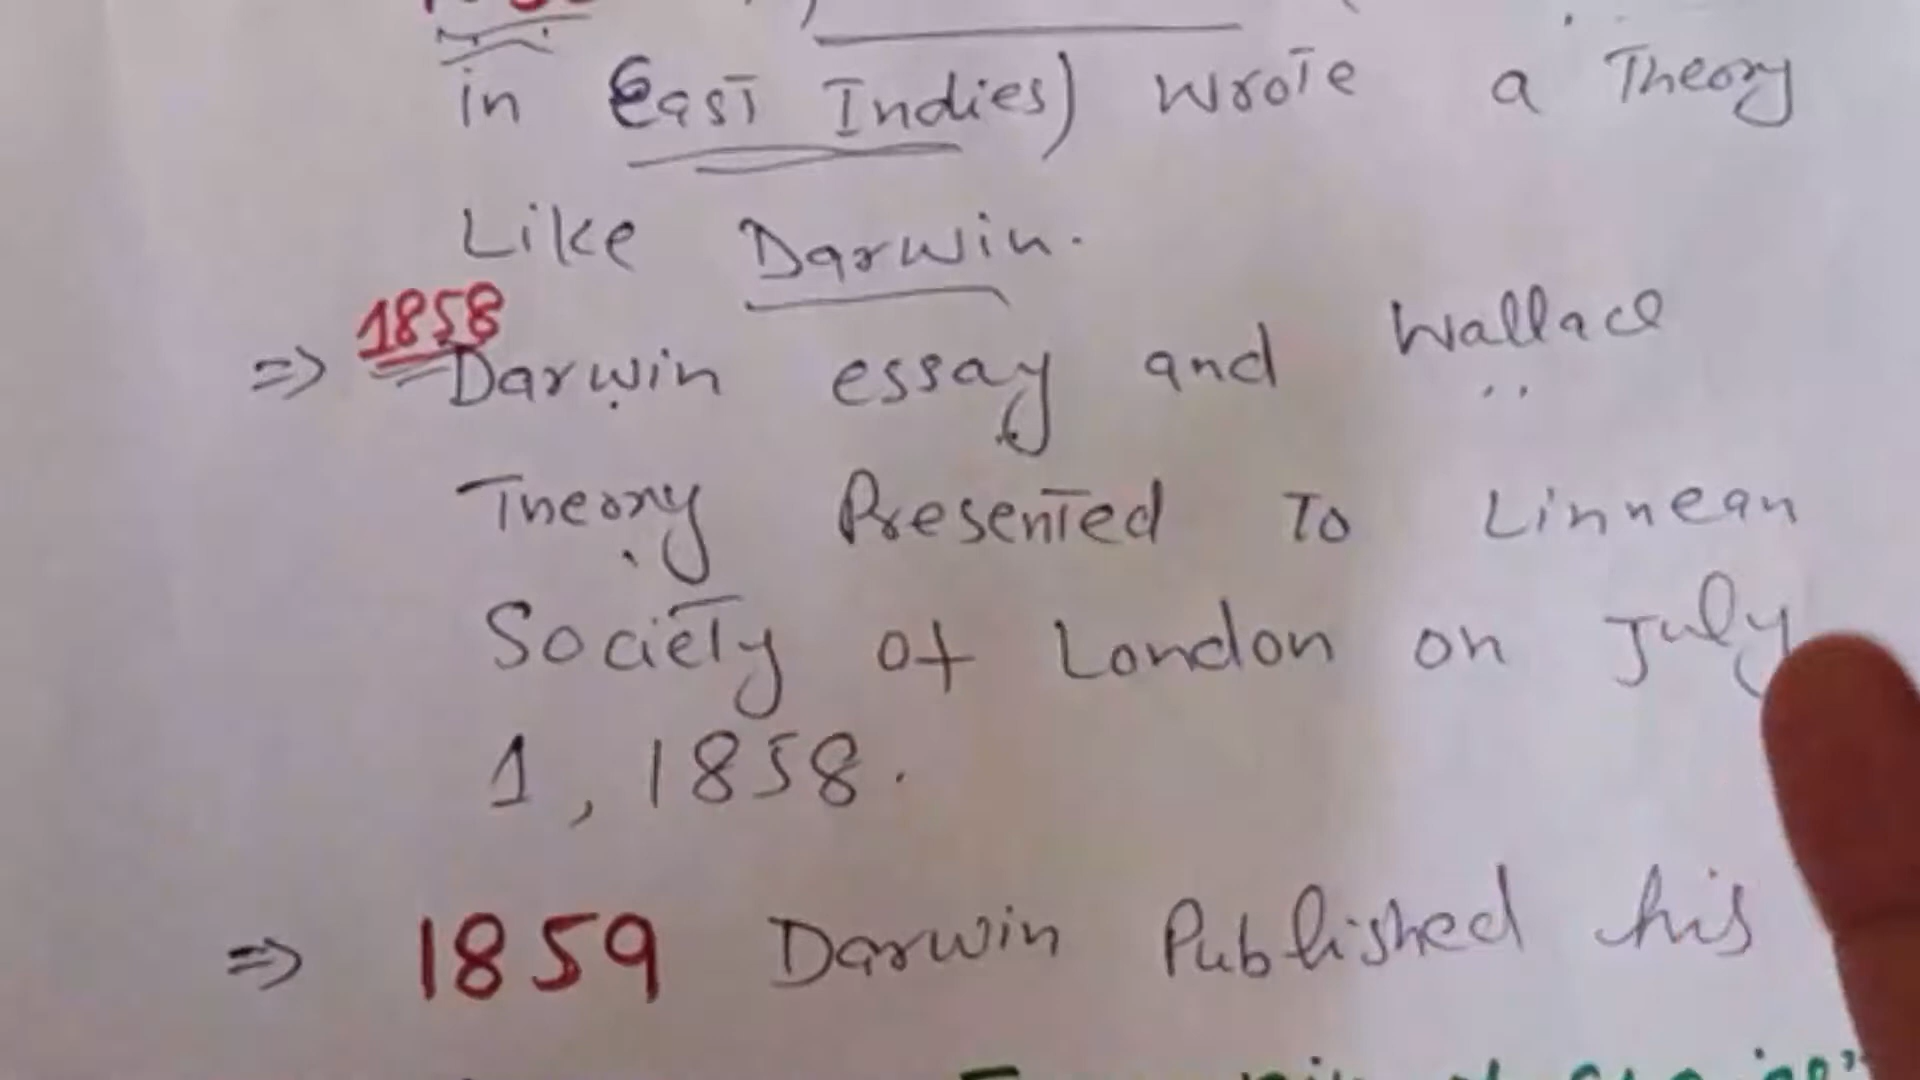 in East Indies) wrote a Theory
Like Darwin.
1858
⇒ Darwin essay and Wallace
Theory Presented To Linnean
Society of London on July
1, 1858.
⇒ 1859 Darwin Published his